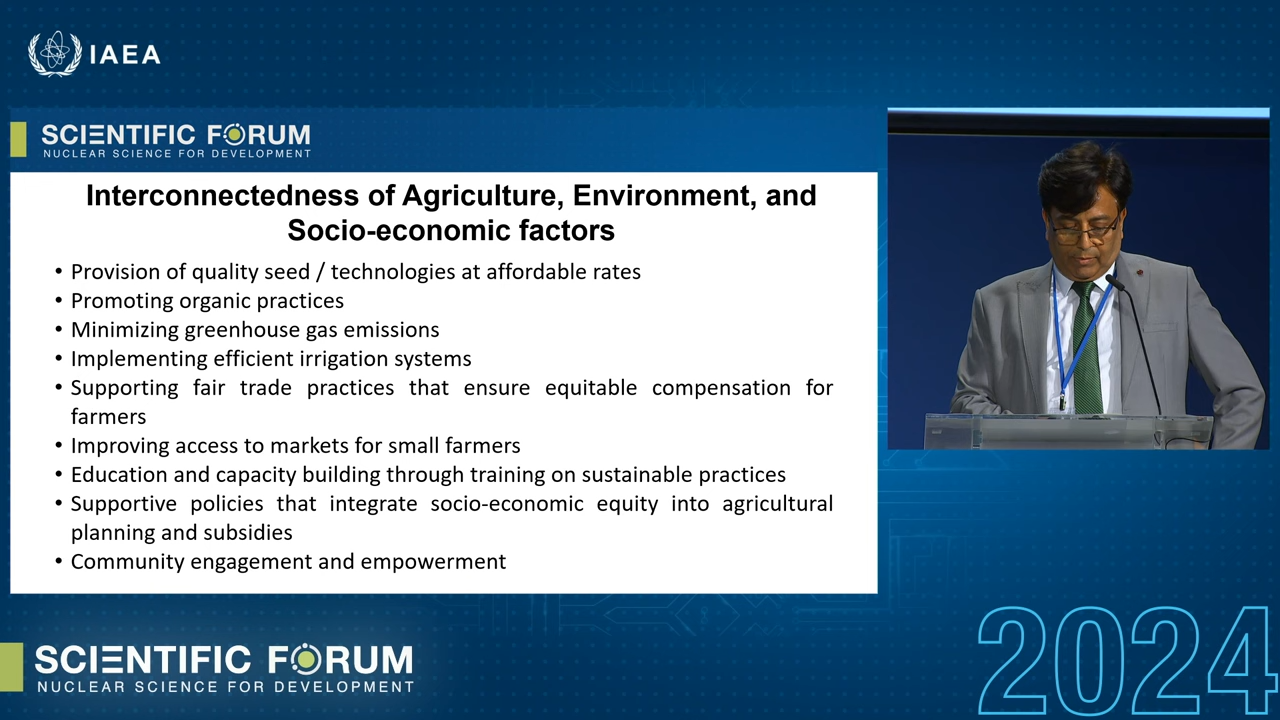 IAEA
SCIENTIFIC FORUM
NUCLEAR SCIENCE FOR DEVELOPMENT
Interconnectedness of Agriculture, Environment, and
Socio-economic factors
• Provision of quality seed / technologies at affordable rates
• Promoting organic practices
• Minimizing greenhouse gas emissions
• Implementing efficient irrigation systems
• Supporting fair trade practices that ensure equitable compensation for
farmers
• Improving access to markets for small farmers
• Education and capacity building through training on sustainable practices
• Supportive policies that integrate socio-economic equity into agricultural
planning and subsidies
• Community engagement and empowerment
SCIENTIFIC FORUM
NUCLEAR SCIENCE FOR DEVELOPMENT
2024